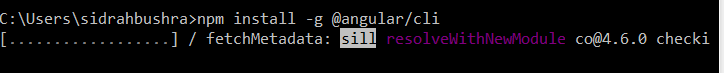 C:\Users\sidrahbushra>npm install -g @angular/cli
[..................] / fetchMetadata: sill resolveWithNewModule co@4.6.0 checki